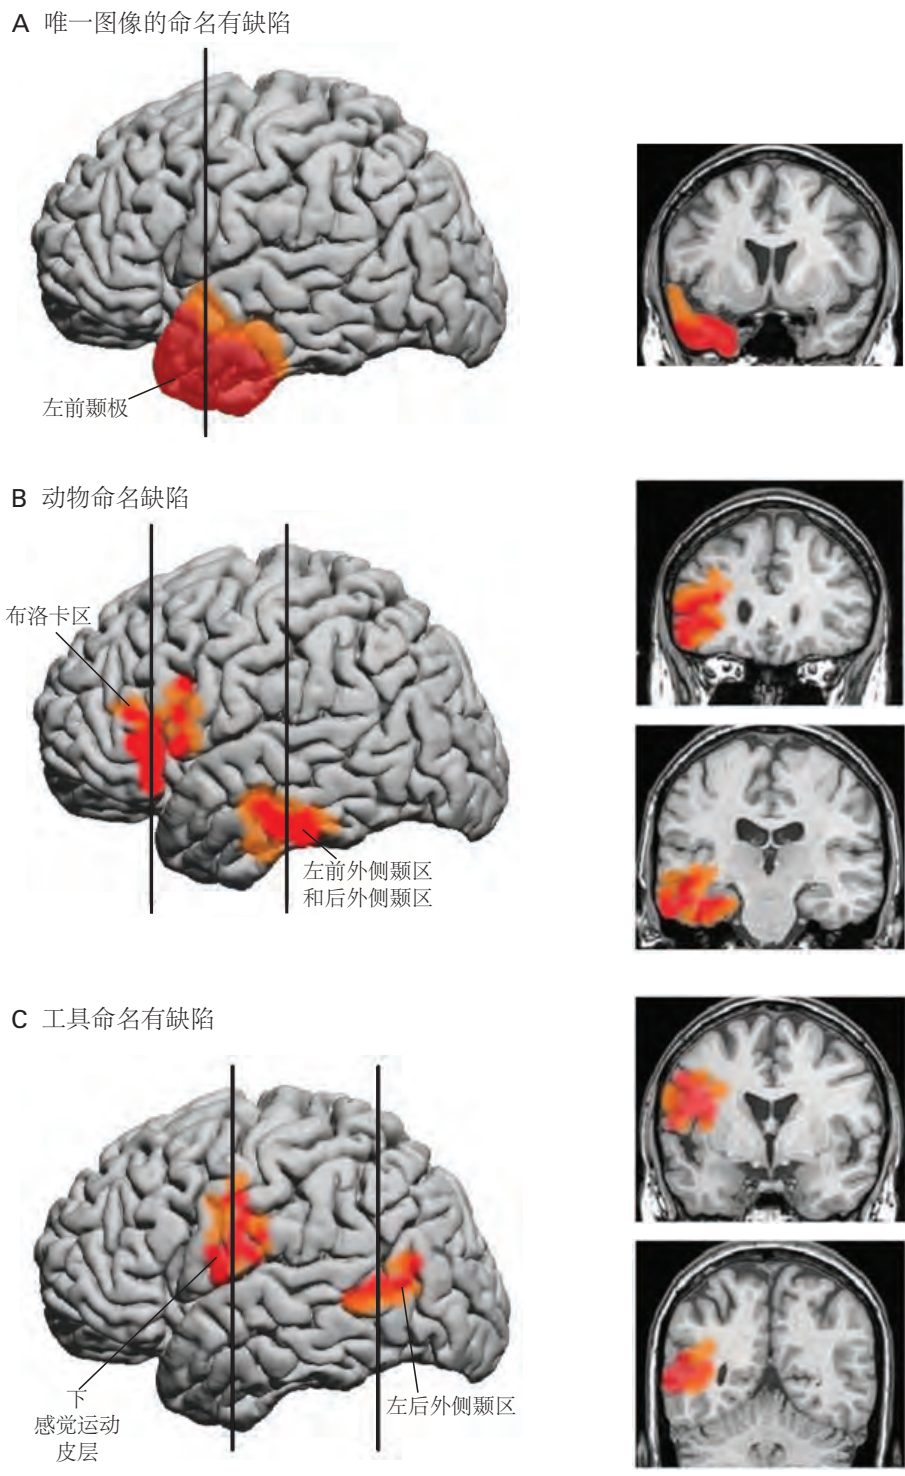 A 唯一图像的命名有缺陷
左前颞极
B 动物命名缺陷
布洛卡区
左前外侧颞区
和后外侧颞区
C 工具命名有缺陷
下
感觉运动
皮层
左后外侧颞区